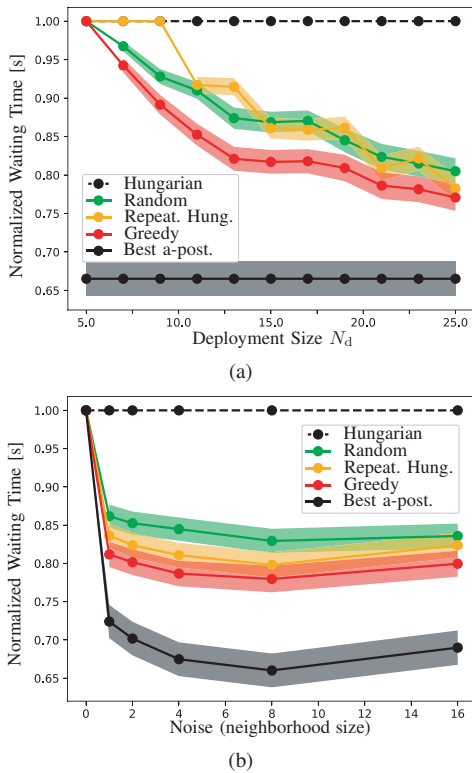 1.00
0.95
0.90
0.85
0.80
0.75
0.70
0.65
Normalized Waiting Time [s]
Hungarian
Random
Repeat. Hung.
Greedy
Best a-post.
5.0 10.0 15.0 20.0 25.0
Deployment Size Nd
(a)
1.00
0.95
0.90
0.85
0.80
0.75
0.70
0.65
Normalized Waiting Time [s]
Hungarian
Random
Repeat. Hung.
Greedy
Best a-post.
0 2 4 6 8 10 12 14 16
Noise (neighborhood size)
(b)